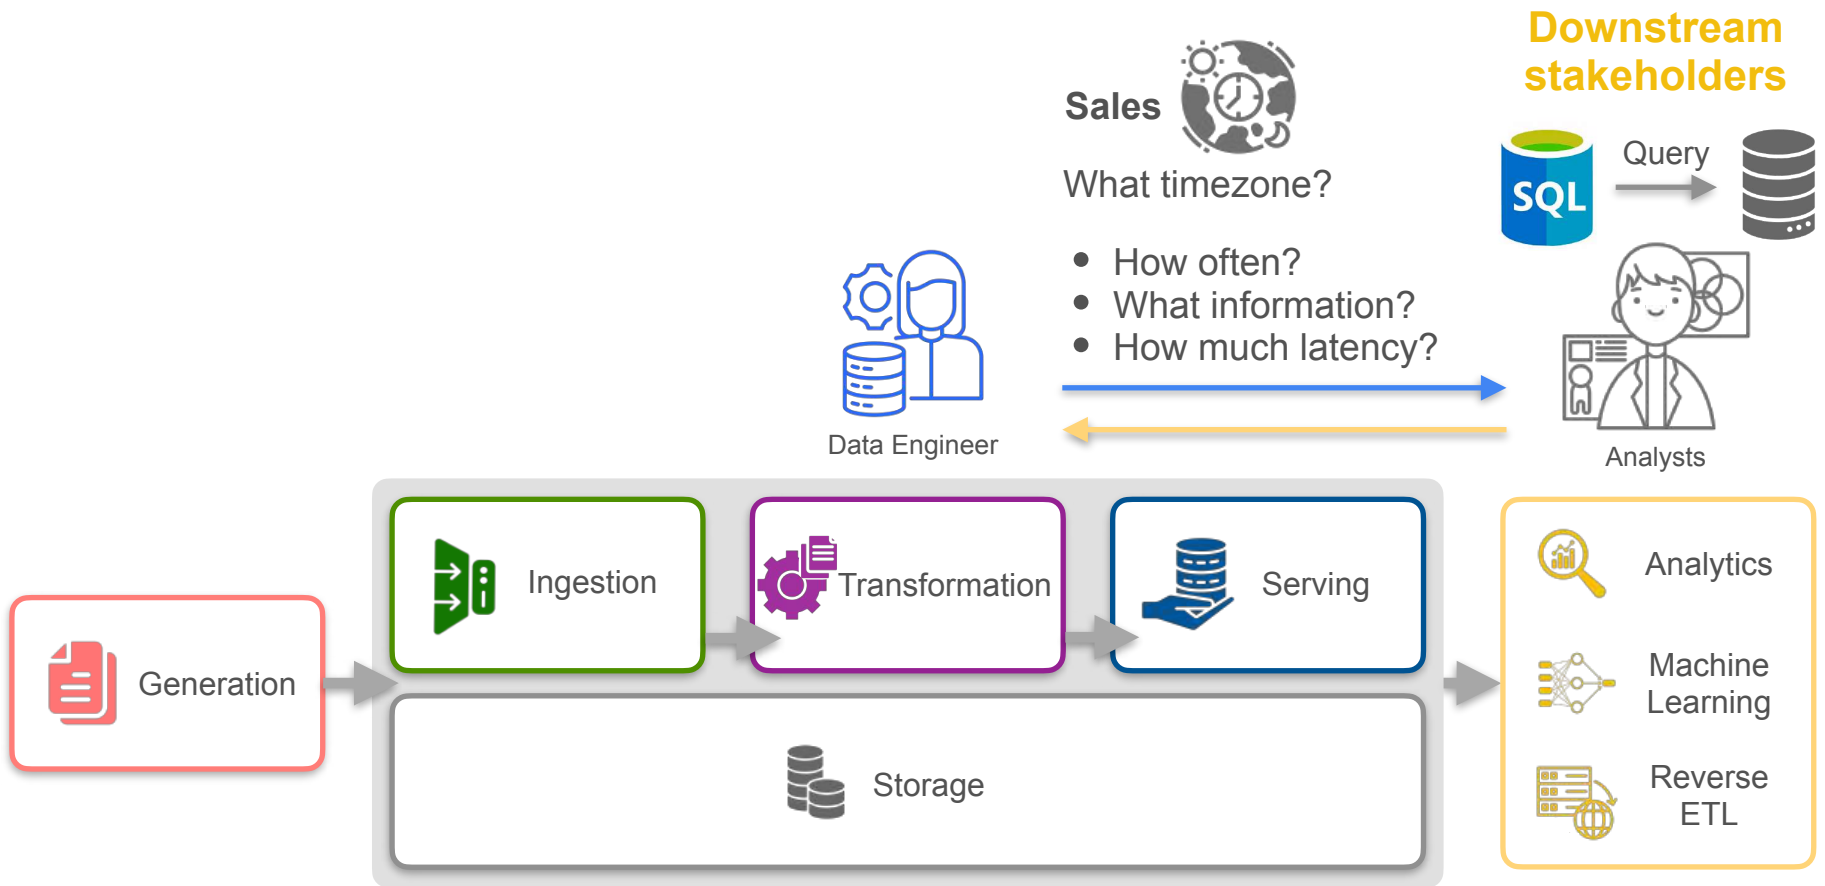 Downstream
stakeholders
Sales
What timezone?
SQL
Query
• How often?
• What information?
• How much latency?
Data Engineer
Analysts
Generation
Ingestion
Transformation
Serving
Storage
Analytics
Machine
Learning
Reverse
ETL